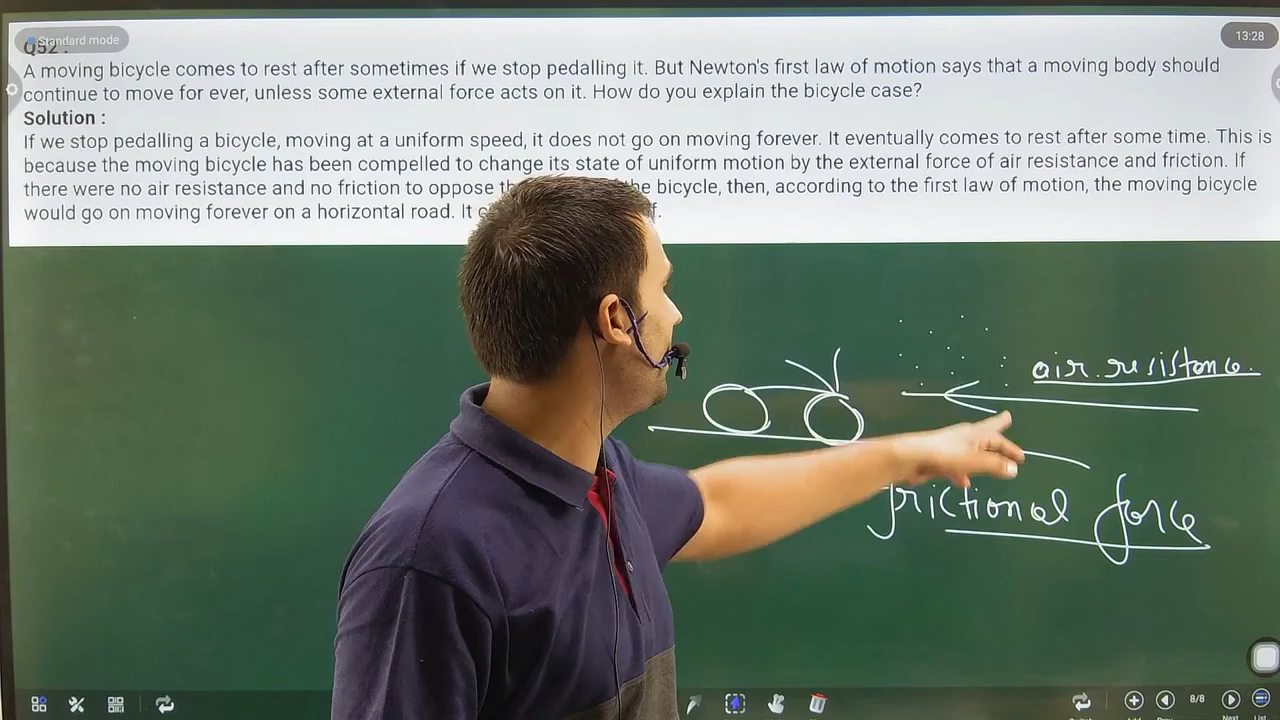 Standard mode
13:28
Q52 :
A moving bicycle comes to rest after sometimes if we stop pedalling it. But Newton's first law of motion says that a moving body should
continue to move for ever, unless some external force acts on it. How do you explain the bicycle case?
Solution :
If we stop pedalling a bicycle, moving at a uniform speed, it does not go on moving forever. It eventually comes to rest after some time. This is
because the moving bicycle has been compelled to change its state of uniform motion by the external force of air resistance and friction. If
there were no air resistance and no friction to oppose the bicycle, then, according to the first law of motion, the moving bicycle
would go on moving forever on a horizontal road. It
air resistance
frictional force
8/8